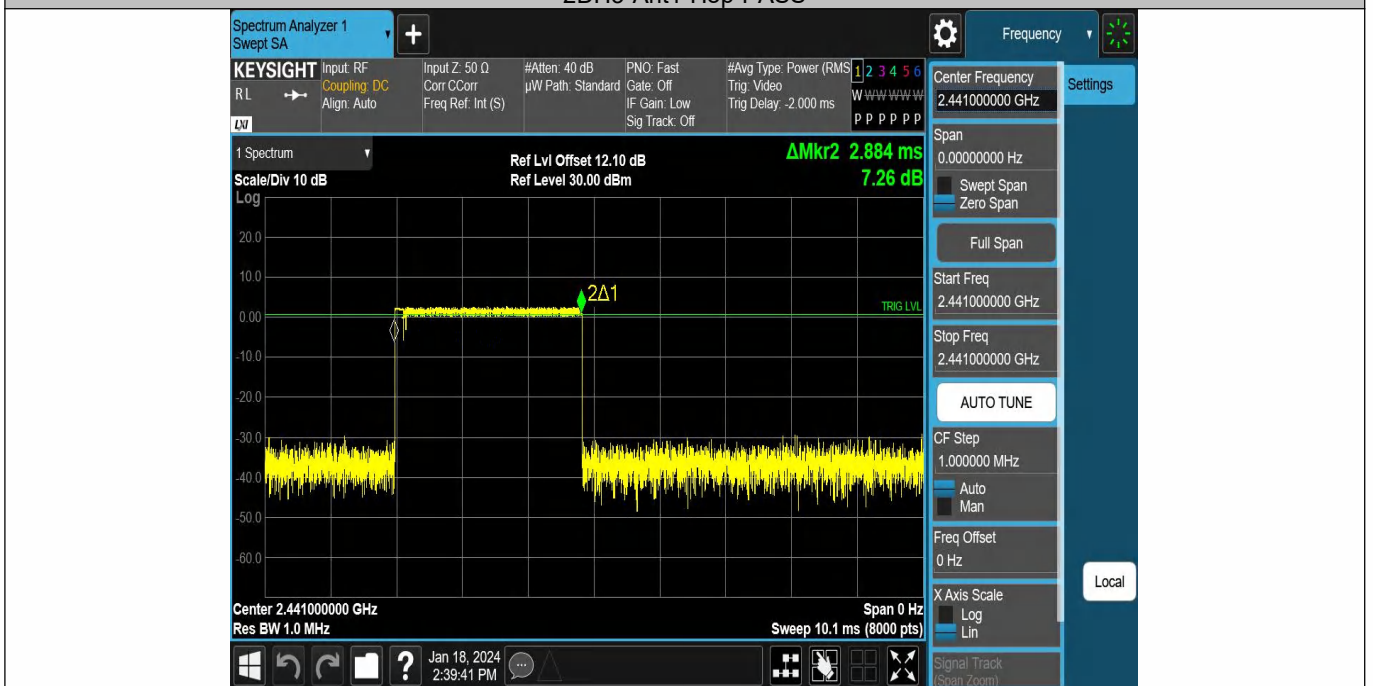 Spectrum Analyzer 1
Swept SA
Frequency
KEYSIGHT
RL
LXI
Input: RF
Coupling: DC
Align: Auto
Input Z: 50 Ω
Corr CCorr
Freq Ref: Int (S)
#Atten: 40 dB
µW Path: Standard
PNO: Fast
Gate: Off
IF Gain: Low
Sig Track: Off
#Avg Type: Power (RMS
Trig: Video
Trig Delay: -2.000 ms
1 2 3 4 5 6
W W W W W W
P P P P P P
Center Frequency
2.441000000 GHz
Settings
Span
0.00000000 Hz
Swept Span
Zero Span
Full Span
Start Freq
2.441000000 GHz
Stop Freq
2.441000000 GHz
AUTO TUNE
CF Step
1.000000 MHz
Auto
Man
Freq Offset
0 Hz
X Axis Scale
Log
Lin
Signal Track
(Span Zoom)
Local
1 Spectrum
Scale/Div 10 dB
Log
Ref Lvl Offset 12.10 dB
Ref Level 30.00 dBm
ΔMkr2 2.884 ms
7.26 dB
20.0
10.0
0.00
-10.0
-20.0
-30.0
-40.0
-50.0
-60.0
2Δ1
TRIG LVL
Center 2.441000000 GHz
Res BW 1.0 MHz
Span 0 Hz
Sweep 10.1 ms (8000 pts)
Jan 18, 2024
2:39:41 PM